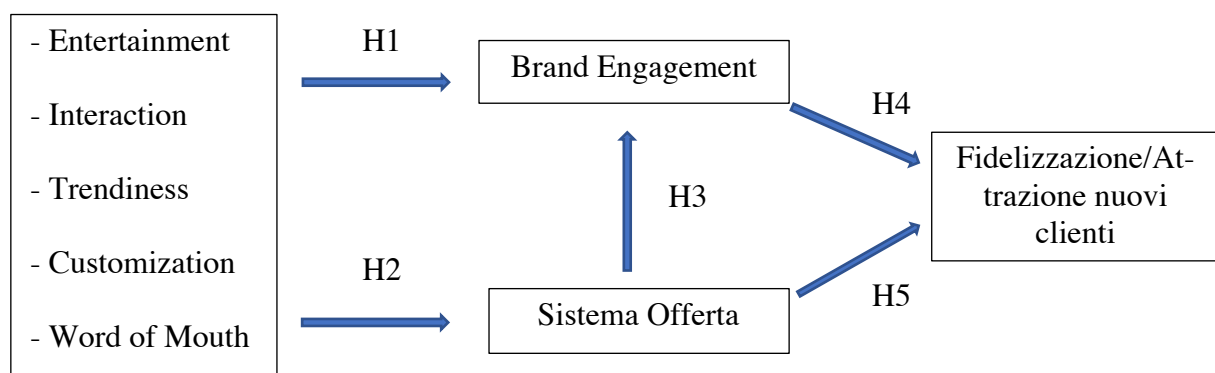 - Entertainment
- Interaction
- Trendiness
- Customization
- Word of Mouth
H1
H2
Brand Engagement
H3
Sistema Offerta
H4
H5
Fidelizzazione/At-
trazione nuovi
clienti